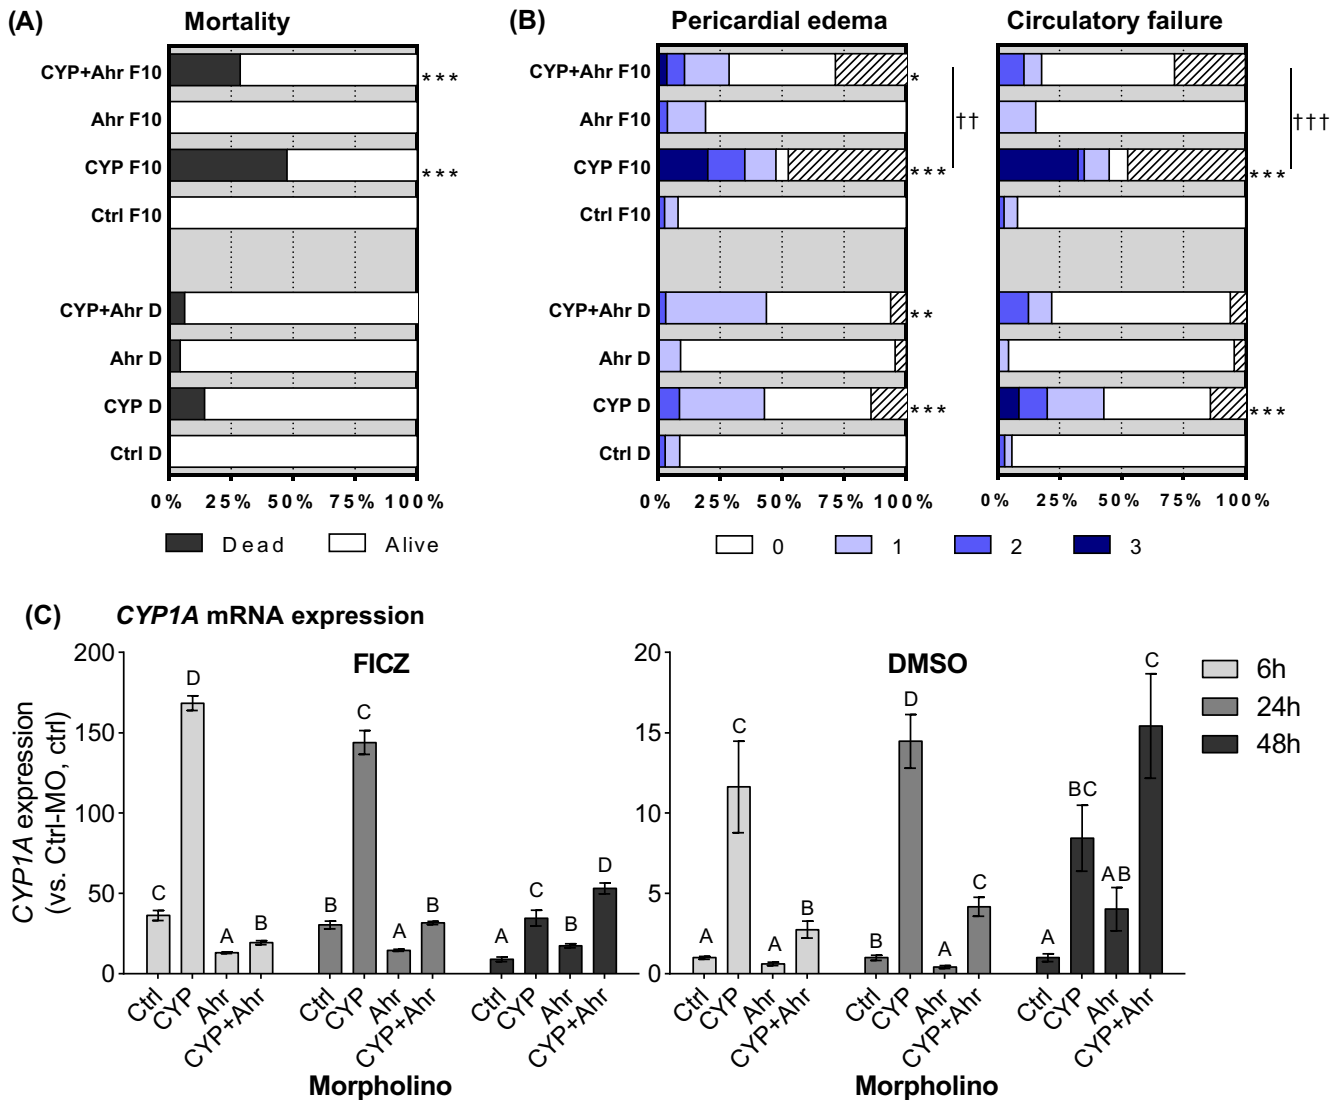 (A) Mortality
CYP+Ahr F10
***
Ahr F10
CYP F10
***
Ctrl F10
CYP+Ahr D
Ahr D
CYP D
Ctrl D
0% 25% 50% 75% 100%
Dead Alive
(B) Pericardial edema Circulatory failure
CYP+Ahr F10
*
Ahr F10
†† †††
CYP F10
*** ***
Ctrl F10
CYP+Ahr D
**
Ahr D
CYP D
*** ***
Ctrl D
0% 25% 50% 75% 100% 0% 25% 50% 75% 100%
0 1 2 3
(C) CYP1A mRNA expression
FICZ
CYP1A expression
(vs. Ctrl-MO, ctrl)
200
150
100
50
0
C D A B B C A B A C B D
Ctrl CYP Ahr CYP+Ahr Ctrl CYP Ahr CYP+Ahr Ctrl CYP Ahr CYP+Ahr
Morpholino
DMSO
20
15
10
5
0
A C A B B D A C A BC AB C
Ctrl CYP Ahr CYP+Ahr Ctrl CYP Ahr CYP+Ahr Ctrl CYP Ahr CYP+Ahr
Morpholino
6h
24h
48h